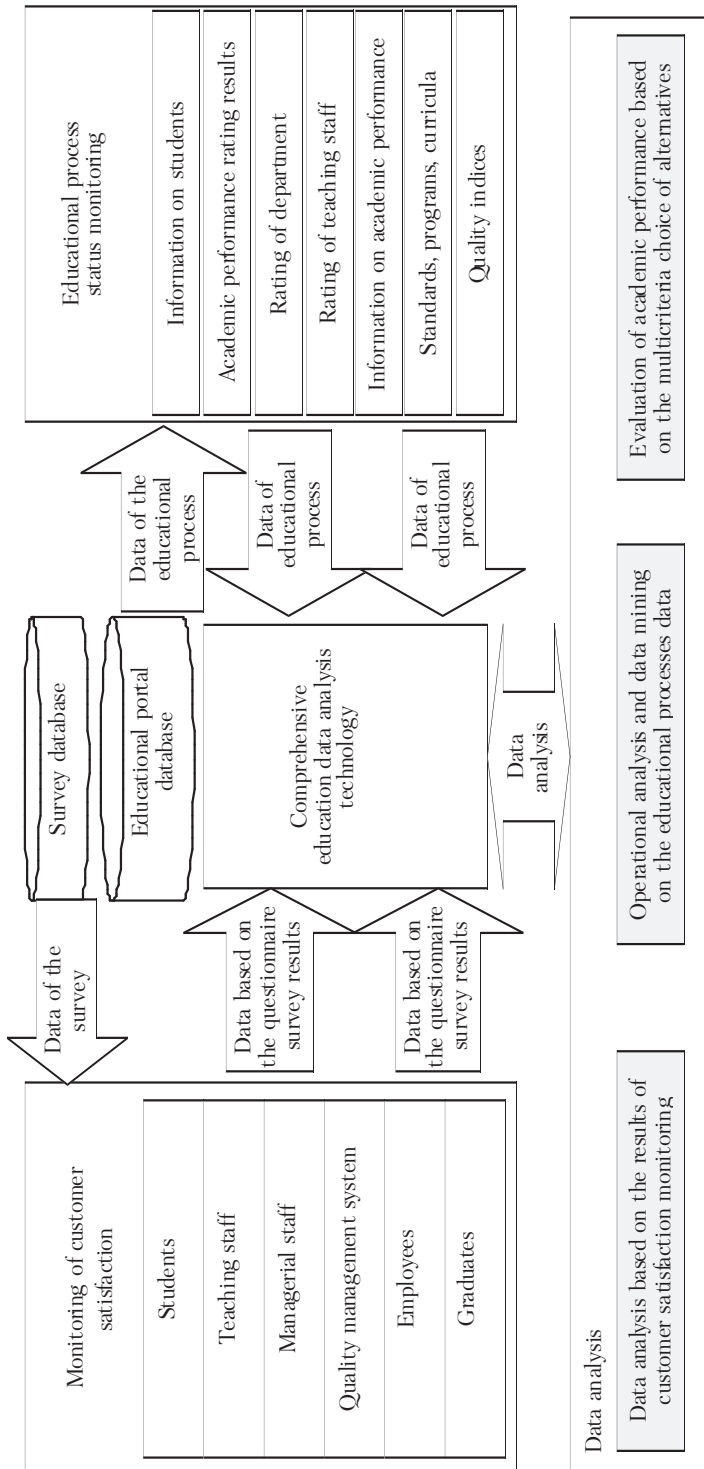 Monitoring of customer
satisfaction
Students
Teaching staff
Managerial staff
Quality management system
Employees
Graduates
Data of the
survey
Data based on
the questionnaire
survey results
Data based on
the questionnaire
survey results
Survey database
Educational portal
database
Comprehensive
education data analysis
technology
Data
analysis
Data of the
educational
process
Data of
educational
process
Data of
educational
process
Educational process
status monitoring
Information on students
Academic performance rating results
Rating of department
Rating of teaching staff
Information on academic performance
Standards, programs, curricula
Quality indices
Data analysis
Data analysis based on the results of
customer satisfaction monitoring
Operational analysis and data mining
on the educational processes data
Evaluation of academic performance based
on the multicriteria choice of alternatives